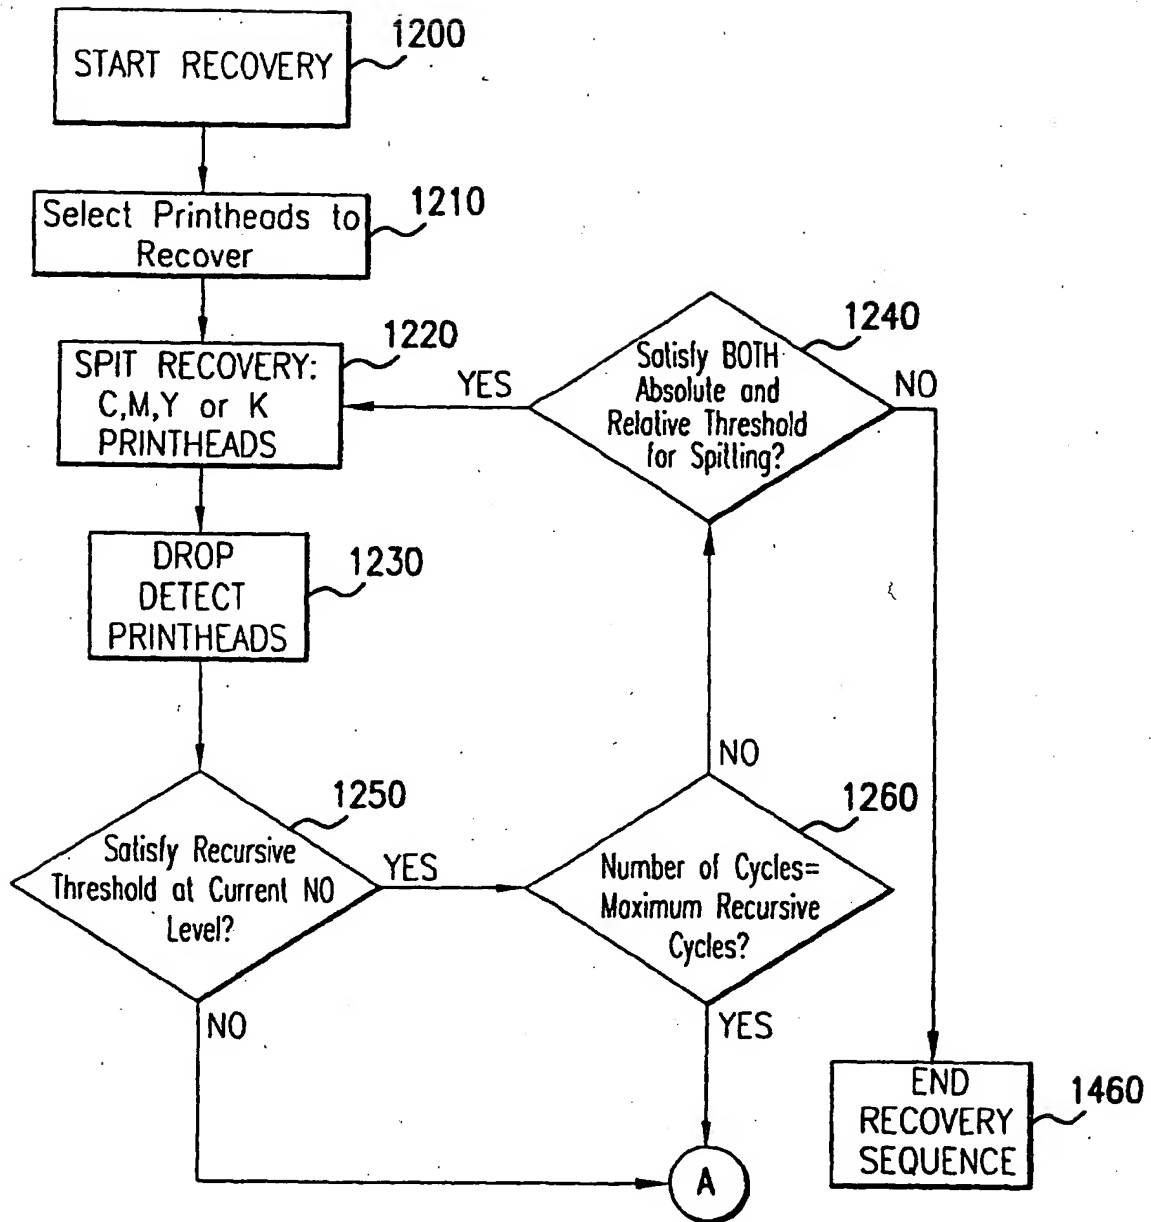 START RECOVERY
1200
Select Printheads to
Recover
1210
SPIT RECOVERY:
C,M,Y or K
PRINTHEADS
1220
YES
Satisfy BOTH
Absolute and
Relative Threshold
for Spitting?
1240
NO
DROP
DETECT
PRINTHEADS
1230
NO
Satisfy Recursive
Threshold at Current NO
Level?
1250
YES
Number of Cycles=
Maximum Recursive
Cycles?
1260
NO
YES
END
RECOVERY
SEQUENCE
1460
A